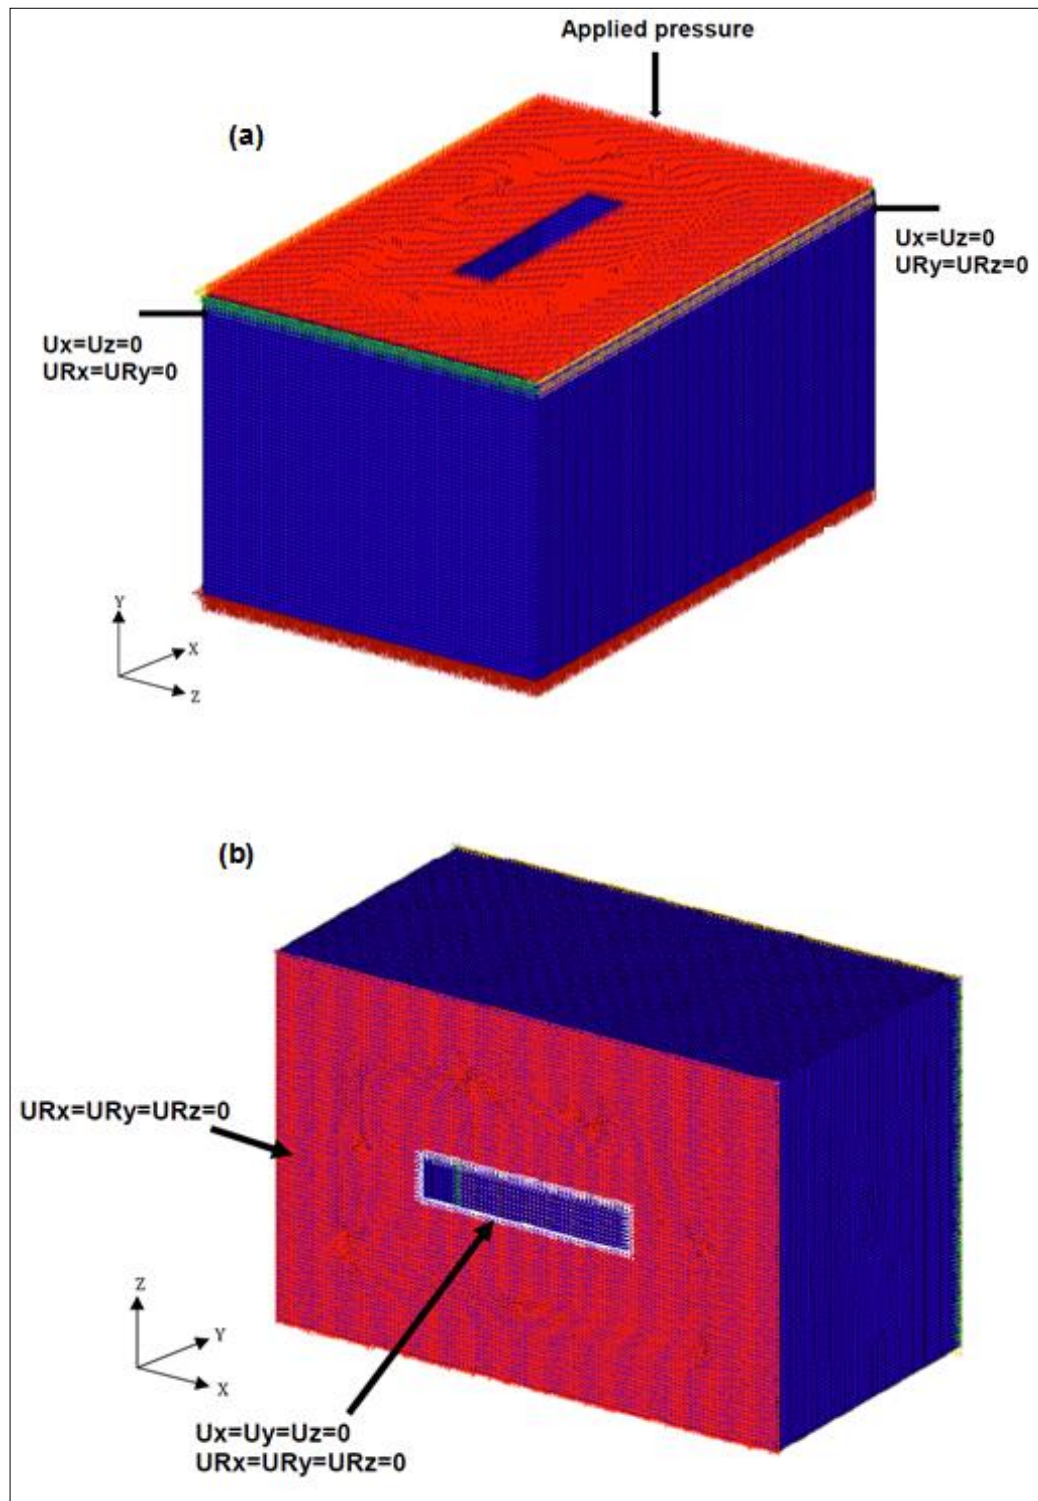 Applied pressure
(a)
Ux=Uz=0
URy=URz=0
Ux=Uz=0
URx=URy=0
Y
X
Z
(b)
URx=URy=URz=0
Z
Y
X
Ux=Uy=Uz=0
URx=URy=URz=0